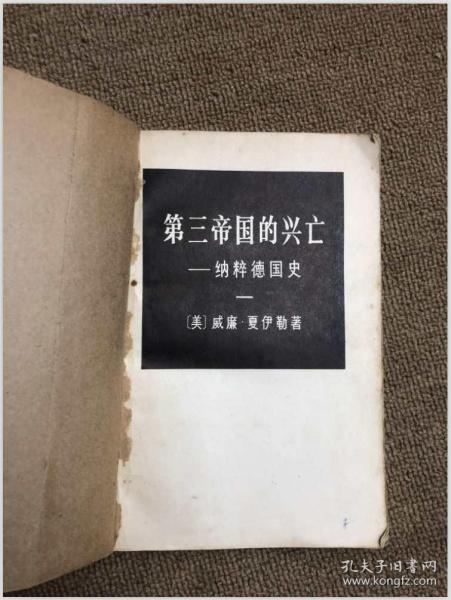 第三帝国的兴亡
——纳粹德国史
一
〔美〕威廉·夏伊勒著
孔夫子旧书网
www.kongfz.com